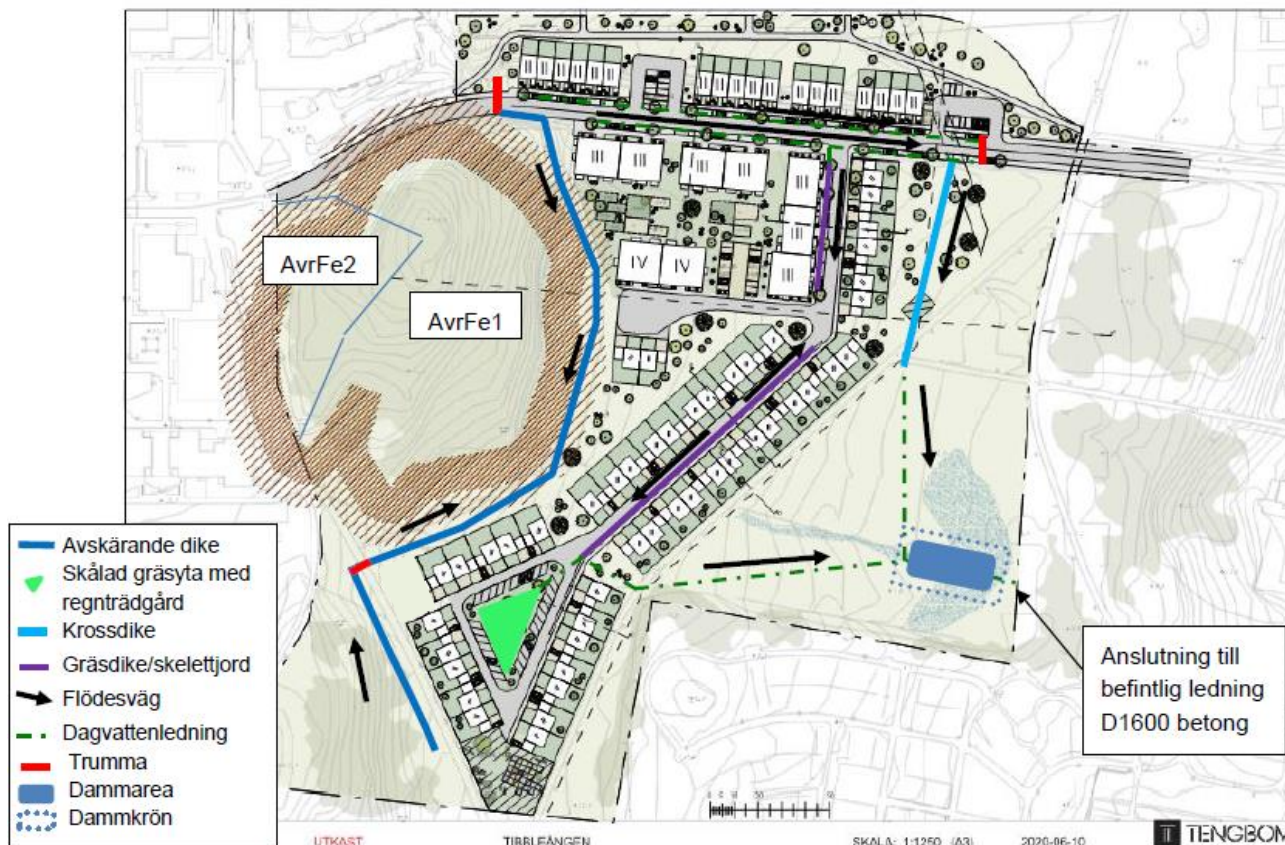 AvrFe2
AvrFe1
III
III
III
III
III
III
III
IV
IV
Avskärande dike
Skålad gräsyta med
regnträdgård
Krossdike
Gräsdike/skelettjord
Flödesväg
Dagvattenledning
Trumma
Dammarea
Dammkrön
Anslutning till
befintlig ledning
D1600 betong
UTKAST
TIBBLEÄNGEN
SKALA: 1:1250 (A3)
2020-06-10
TENGBOM